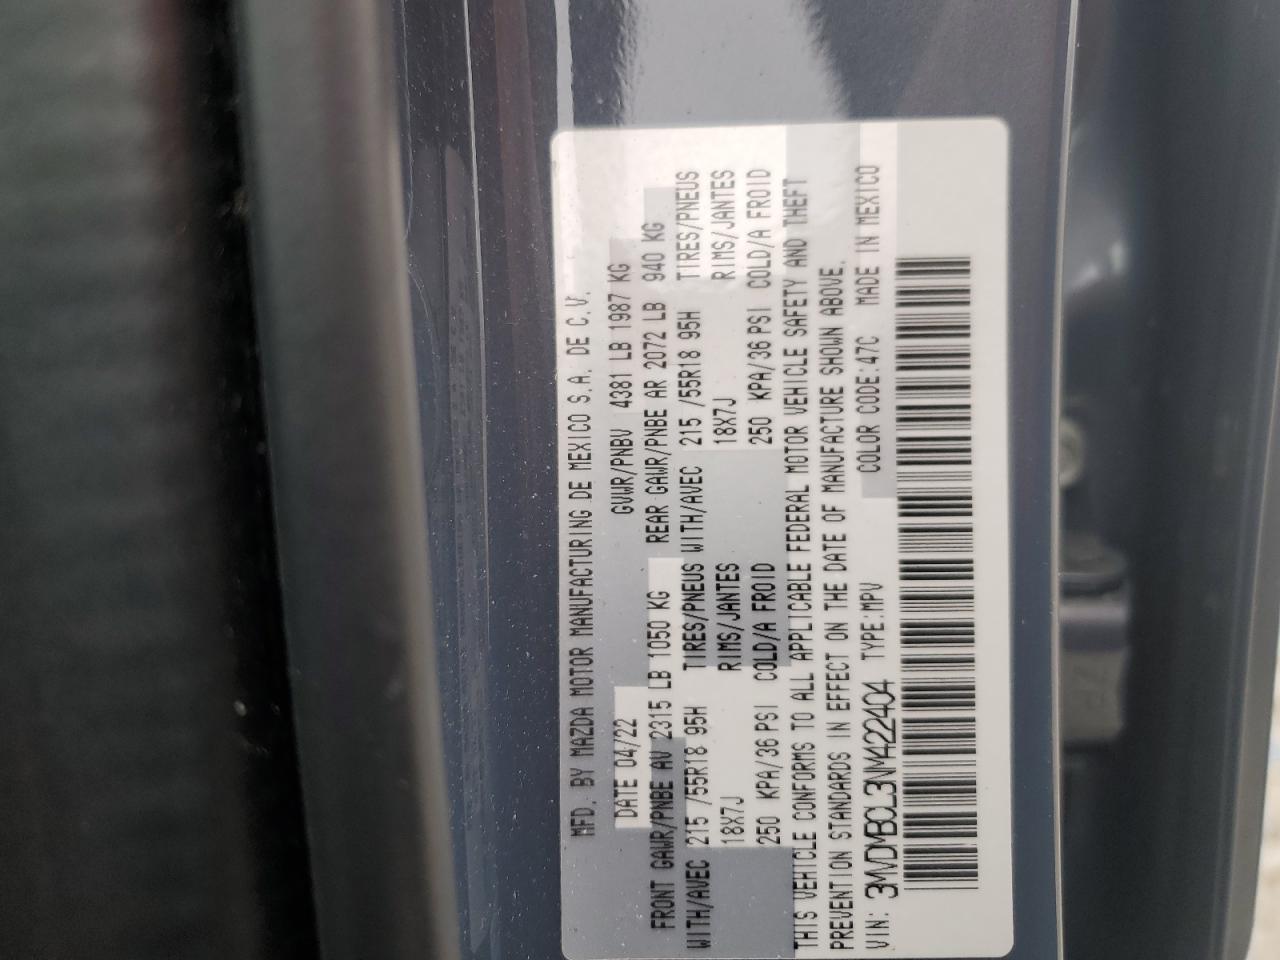 MFD. BY MAZDA MOTOR MANUFACTURING DE MEXICO S.A. DE C.V.
DATE 04/22 GVWR/PNBV 4381 LB 1987 KG
FRONT GAWR/PNBE AV 2315 LB 1050 KG REAR GAWR/PNBE AR 2072 LB 940 KG
WITH/AVEC 215 /55R18 95H TIRES/PNEUS WITH/AVEC 215 /55R18 95H TIRES/PNEUS
18X7J RIMS/JANTES 18X7J RIMS/JANTES
250 KPA/36 PSI COLD/A FROID 250 KPA/36 PSI COLD/A FROID
THIS VEHICLE CONFORMS TO ALL APPLICABLE FEDERAL MOTOR VEHICLE SAFETY AND THEFT
PREVENTION STANDARDS IN EFFECT ON THE DATE OF MANUFACTURE SHOWN ABOVE.
VIN: 3MVDMBCL3NM422404 TYPE:MPV COLOR CODE:47C MADE IN MEXICO